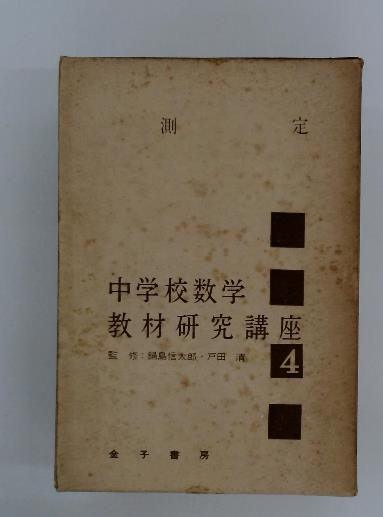 測 定
中学校数学
教材研究講座
監 修：鍋島信太郎・戸田 清
4
金子書房